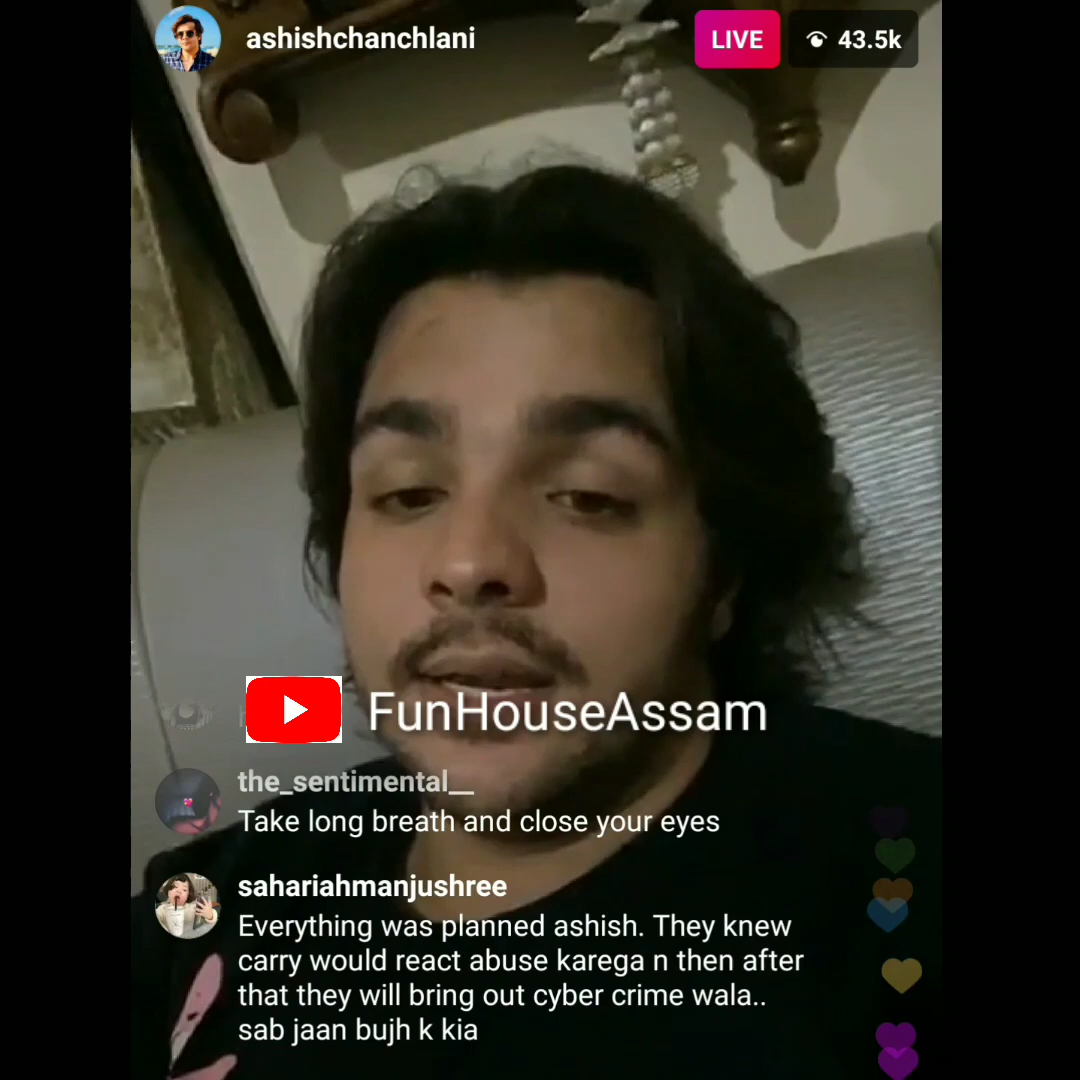 ashishchanchlani
LIVE
43.5k
FunHouseAssam
the_sentimental__
Take long breath and close your eyes
sahariahmanjushree
Everything was planned ashish. They knew
carry would react abuse karega n then after
that they will bring out cyber crime wala..
sab jaan bujh k kia